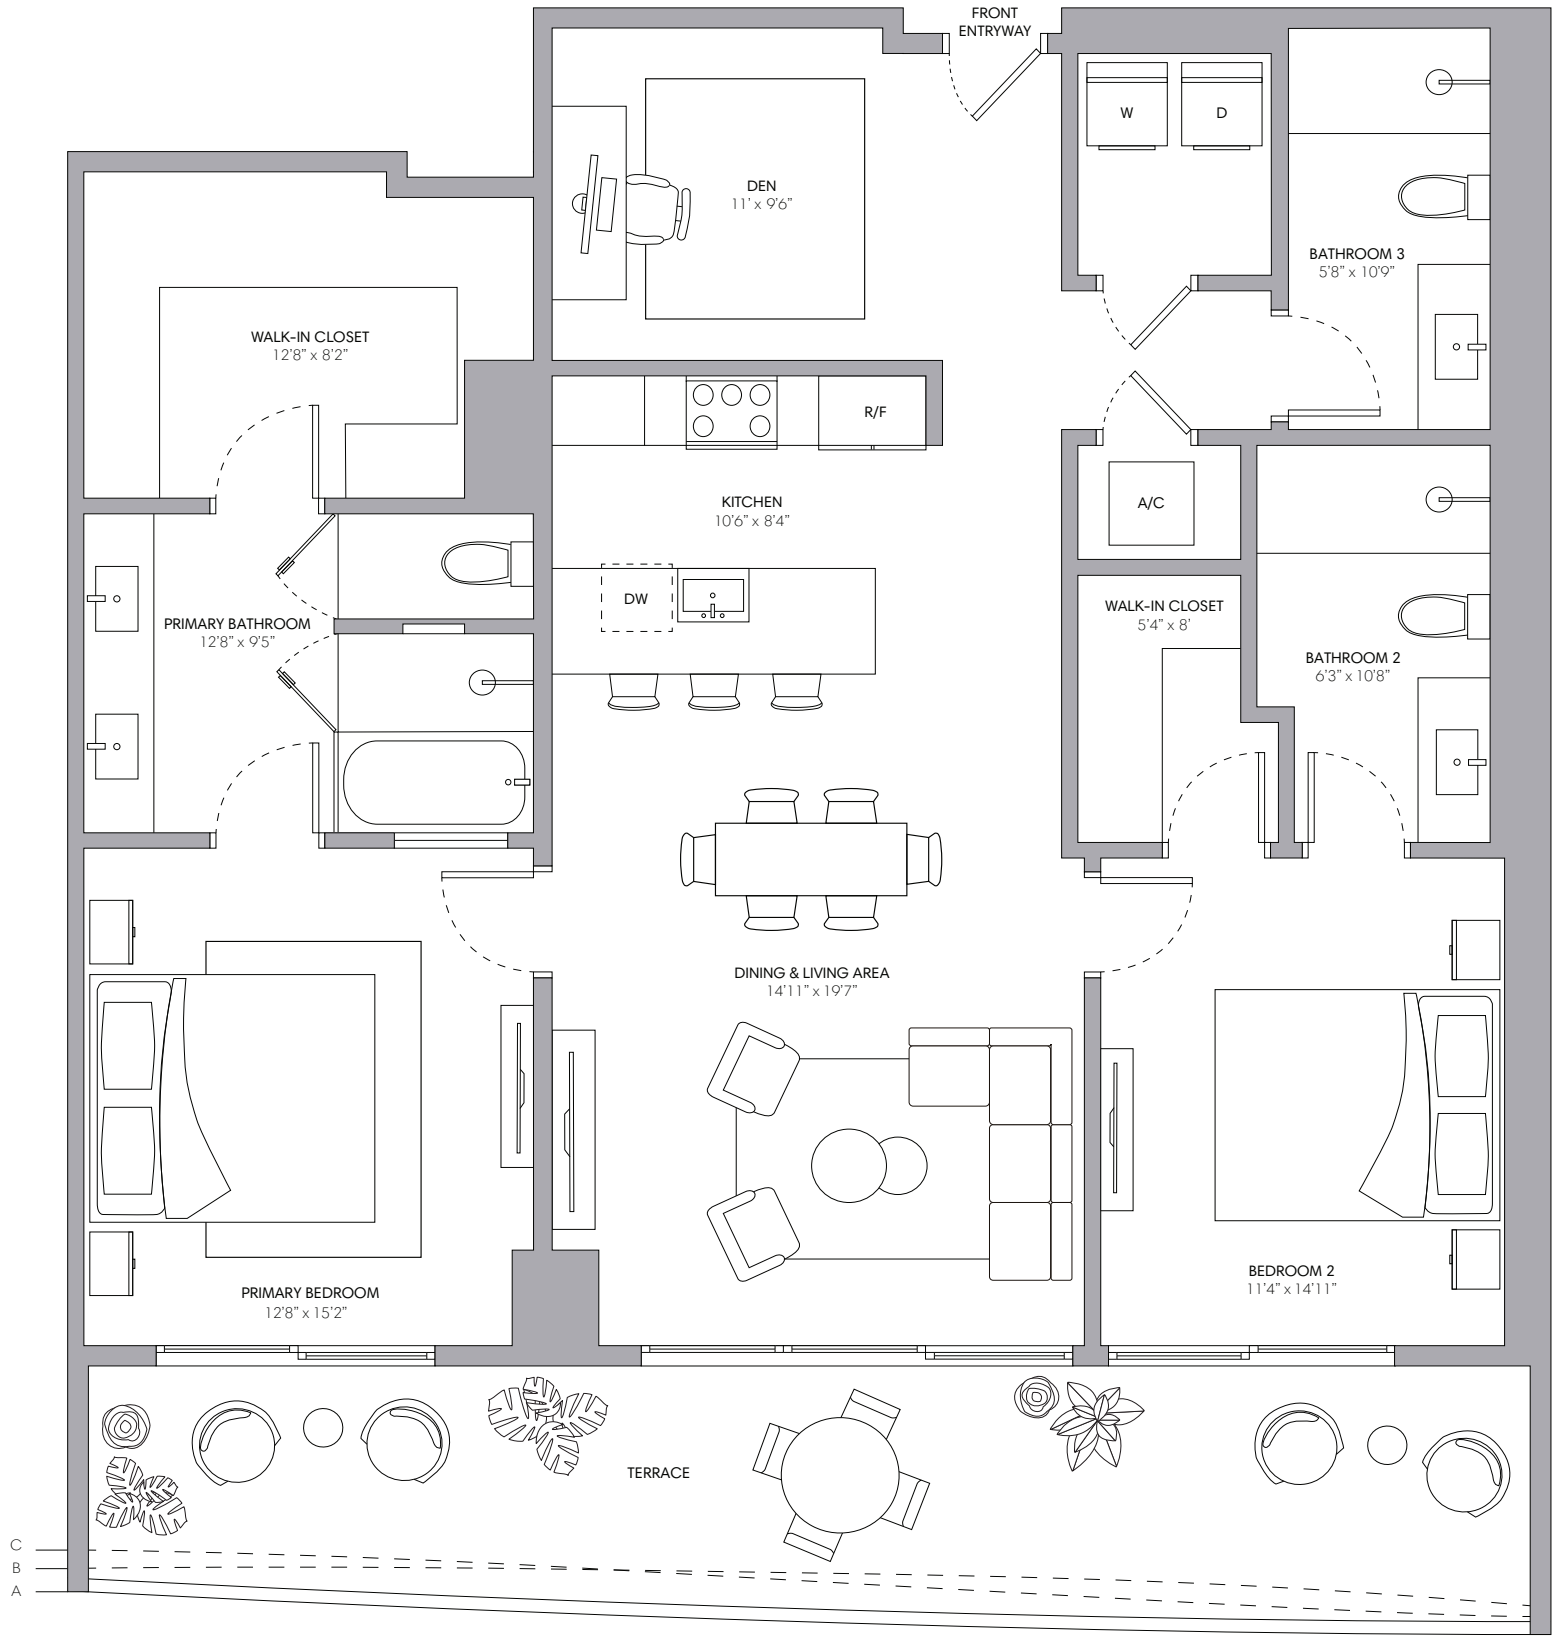 FRONT
ENTRYWAY
W
D
DEN
11' x 9'6”
BATHROOM 3
5'8” x 10'9”
WALK-IN CLOSET
12'8” x 8'2”
R/F
KITCHEN
10'6” x 8'4”
A/C
DW
WALK-IN CLOSET
5'4” x 8'
PRIMARY BATHROOM
12'8” x 9'5”
BATHROOM 2
6'3” x 10'8”
DINING & LIVING AREA
14'11” x 19'7”
BEDROOM 2
11'4” x 14'11”
PRIMARY BEDROOM
12'8” x 15'2”
TERRACE
C
B
A